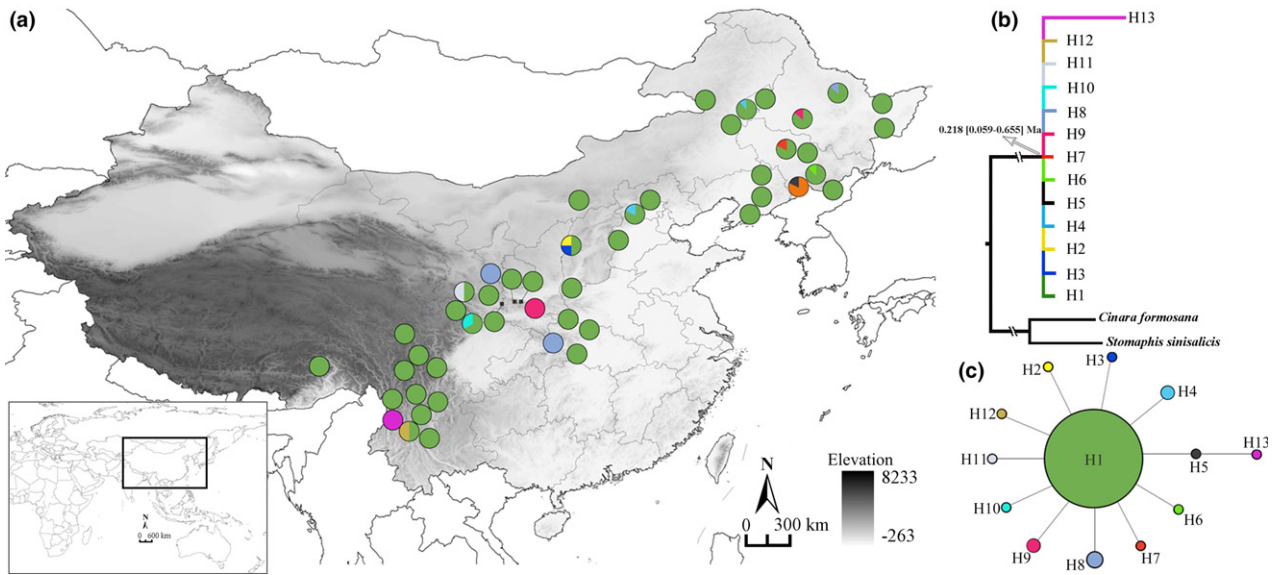 (a)
N
0 600 km
N
0 300 km
Elevation
8233
-263
(b)
H13
H12
H11
H10
H8
H9
H7
H6
H5
H4
H2
H3
H1
0.218 [0.059-0.655] Ma
Cinara formosana
Stomaphis sinisalicis
(c)
H3
H2
H4
H12
H1
H5
H13
H11
H10
H6
H9
H8
H7